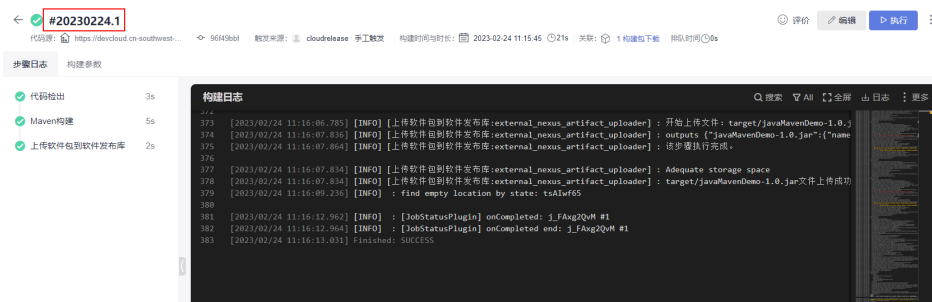 #20230224.1
评价 编辑 执行
代码源: https://devcloud.cn-southwest-... 96f49bbf 触发来源: cloudrelease 手工触发 构建时间与时长: 2023-02-24 11:15:45 21s 关联: 1 构建包下载 排队时间 0s
步骤日志 构建参数
代码检出 3s
Maven构建 5s
上传软件包到软件发布库 2s
构建日志 搜索 All 全屏 日志 更多
372
373 [2023/02/24 11:16:06.785] [INFO] [上传软件包到软件发布库:external_nexus_artifact_uploader] : 开始上传文件: target/javaMavenDemo-1.0.j
374 [2023/02/24 11:16:07.836] [INFO] [上传软件包到软件发布库:external_nexus_artifact_uploader] : outputs {"javaMavenDemo-1.0.jar":{"name
375 [2023/02/24 11:16:07.864] [INFO] [上传软件包到软件发布库:external_nexus_artifact_uploader] : 该步骤执行完成。
376
377 [2023/02/24 11:16:07.834] [INFO] [上传软件包到软件发布库:external_nexus_artifact_uploader] : Adequate storage space
378 [2023/02/24 11:16:07.834] [INFO] [上传软件包到软件发布库:external_nexus_artifact_uploader] : target/javaMavenDemo-1.0.jar文件上传成功
379 [2023/02/24 11:16:09.236] [INFO] : find empty location by state: tsAIwf65
380
381 [2023/02/24 11:16:12.962] [INFO] : [JobStatusPlugin] onCompleted: j_FAxg2QvM #1
382 [2023/02/24 11:16:12.964] [INFO] : [JobStatusPlugin] onCompleted end: j_FAxg2QvM #1
383 [2023/02/24 11:16:13.031] Finished: SUCCESS